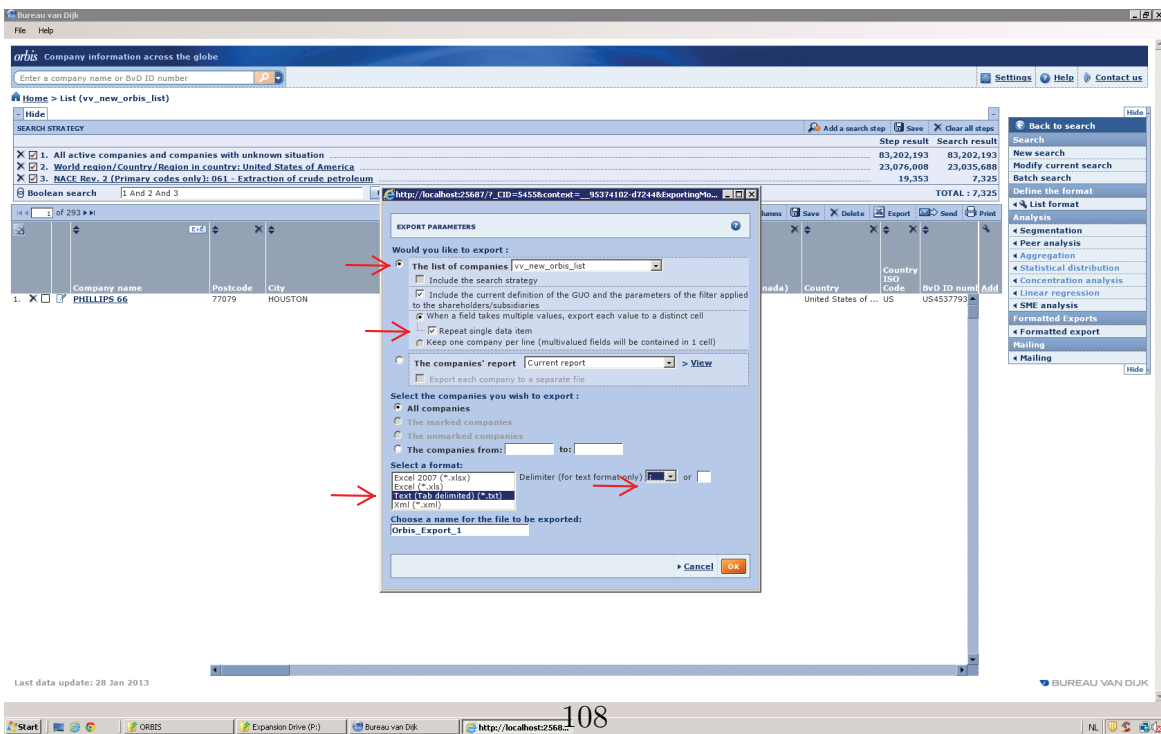 Bureau van Dijk
File Help
orbis Company information across the globe
Enter a company name or BvD ID number
Settings Help Contact us
Home > List (vv_new_orbis_list)
- Hide
-
SEARCH STRATEGY
Add a search step Save Clear all steps
Step result Search result
1. All active companies and companies with unknown situation 83,202,193 83,202,193
2. World region/Country/Region in country: United States of America 23,076,008 23,035,688
3. NACE Rev. 2 (Primary codes only): 061 - Extraction of crude petroleum 19,353 7,325
Boolean search 1 And 2 And 3
TOTAL : 7,325
1 of 293
lumns Save Delete Export Send Print
Company name Postcode City
nada) Country Country ISO Code BvD ID numl Add
1. PHILLIPS 66 77079 HOUSTON United States of ... US US4537793
Hide
Back to search
Search
New search
Modify current search
Batch search
Define the format
List format
Analysis
Segmentation
Peer analysis
Aggregation
Statistical distribution
Concentration analysis
Linear regression
SME analysis
Formatted Exports
Formatted export
Mailing
Mailing
Hide
http://localhost:25687/?_CID=5455&context=__95374102-d7244&ExportingMo...
EXPORT PARAMETERS
Would you like to export :
The list of companies vv_new_orbis_list
Include the search strategy
Include the current definition of the GUO and the parameters of the filter applied
to the shareholders/subsidiaries
When a field takes multiple values, export each value to a distinct cell
Repeat single data item
Keep one company per line (multivalued fields will be contained in 1 cell)
The companies' report Current report > View
Export each company to a separate file
Select the companies you wish to export :
All companies
The marked companies
The unmarked companies
The companies from: to:
Select a format:
Excel 2007 (*.xlsx)
Excel (*.xls)
Text (Tab delimited) (*.txt)
Xml (*.xml)
Delimiter (for text format only) ; or
Choose a name for the file to be exported:
Orbis_Export_1
Cancel OK
Last data update: 28 Jan 2013
BUREAU VAN DIJK
Start ORBIS Expansion Drive (P:) Bureau van Dijk http://localhost:2568... NL
108